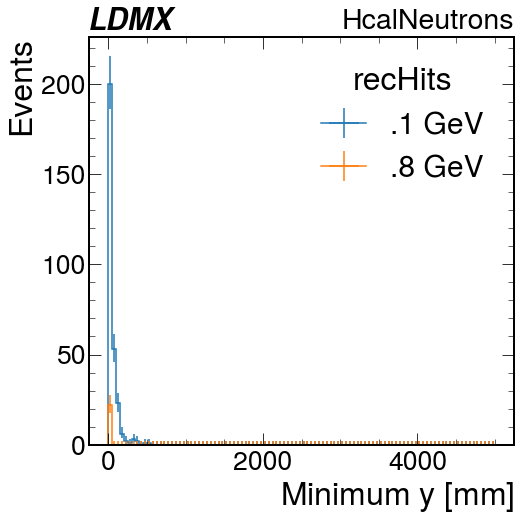 LDMX HcalNeutrons
Events
recHits
.1 GeV
.8 GeV
200
150
100
50
0
0 2000 4000
Minimum y [mm]